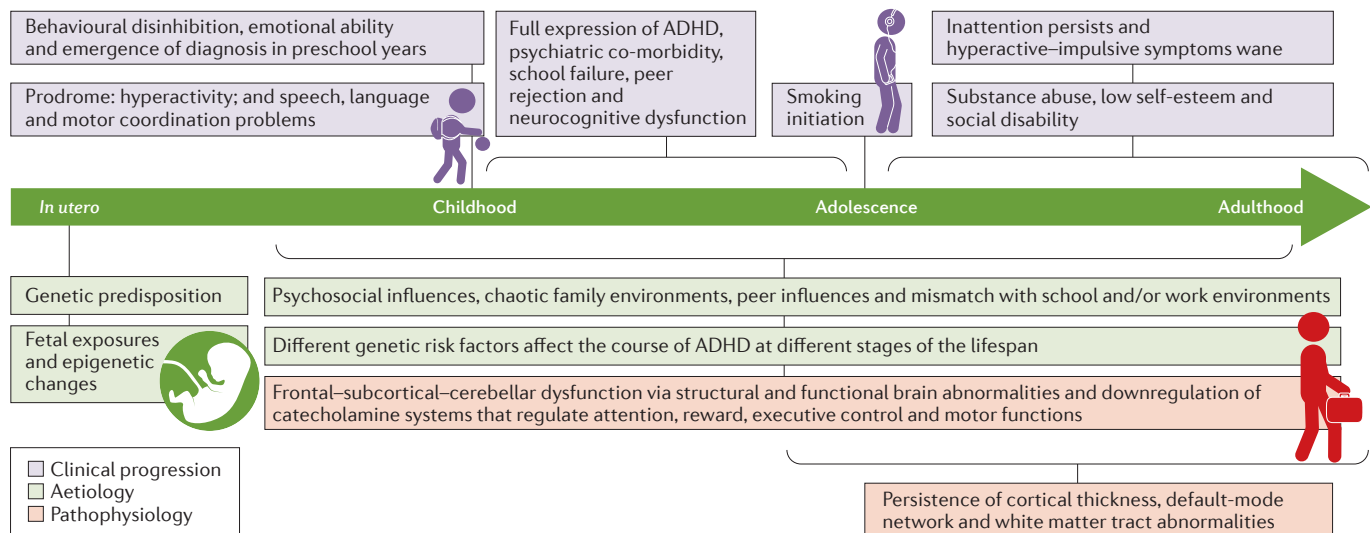 Behavioural disinhibition, emotional ability
and emergence of diagnosis in preschool years
Prodrome: hyperactivity; and speech, language
and motor coordination problems
Full expression of ADHD,
psychiatric co-morbidity,
school failure, peer
rejection and
neurocognitive dysfunction
Smoking
initiation
Inattention persists and
hyperactive–impulsive symptoms wane
Substance abuse, low self-esteem and
social disability
In utero
Childhood
Adolescence
Adulthood
Genetic predisposition
Fetal exposures
and epigenetic
changes
Psychosocial influences, chaotic family environments, peer influences and mismatch with school and/or work environments
Different genetic risk factors affect the course of ADHD at different stages of the lifespan
Frontal–subcortical–cerebellar dysfunction via structural and functional brain abnormalities and downregulation of
catecholamine systems that regulate attention, reward, executive control and motor functions
Clinical progression
Aetiology
Pathophysiology
Persistence of cortical thickness, default-mode
network and white matter tract abnormalities